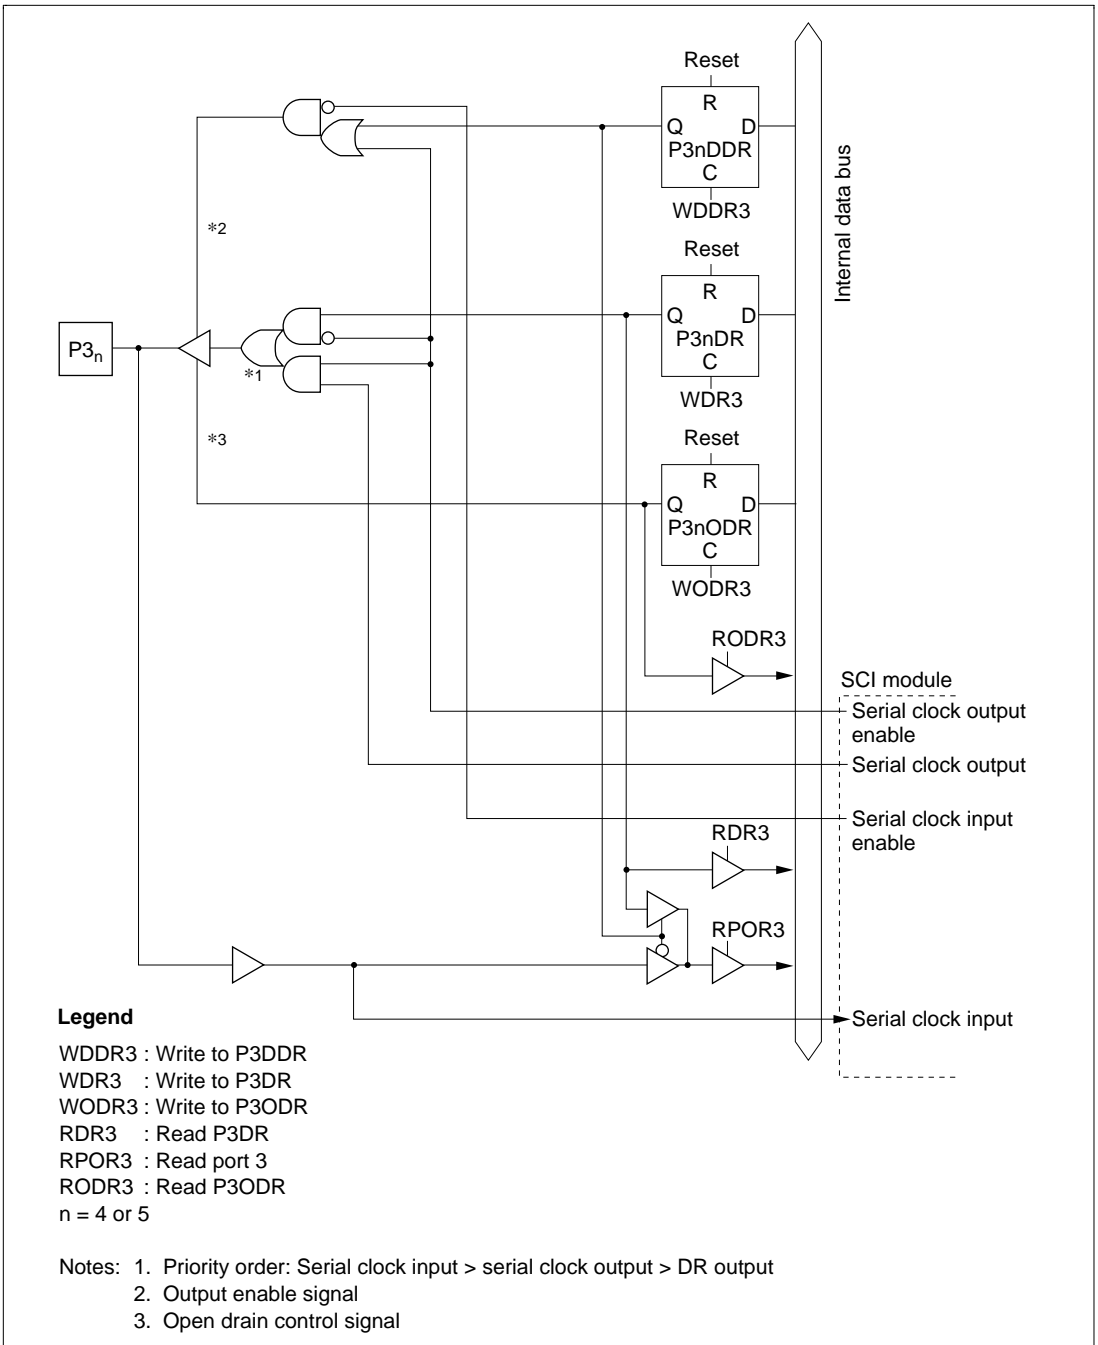 Reset
R
Q D
P3nDDR
C
WDDR3
Internal data bus
*2
Reset
R
Q D
P3nDR
C
WDR3
P3n
*1
*3
Reset
R
Q D
P3nODR
C
WODR3
RODR3
SCI module
Serial clock output
enable
Serial clock output
Serial clock input
enable
RDR3
RPOR3
Serial clock input
Legend
WDDR3 : Write to P3DDR
WDR3 : Write to P3DR
WODR3 : Write to P3ODR
RDR3 : Read P3DR
RPOR3 : Read port 3
RODR3 : Read P3ODR
n = 4 or 5
Notes: 1. Priority order: Serial clock input > serial clock output > DR output
2. Output enable signal
3. Open drain control signal